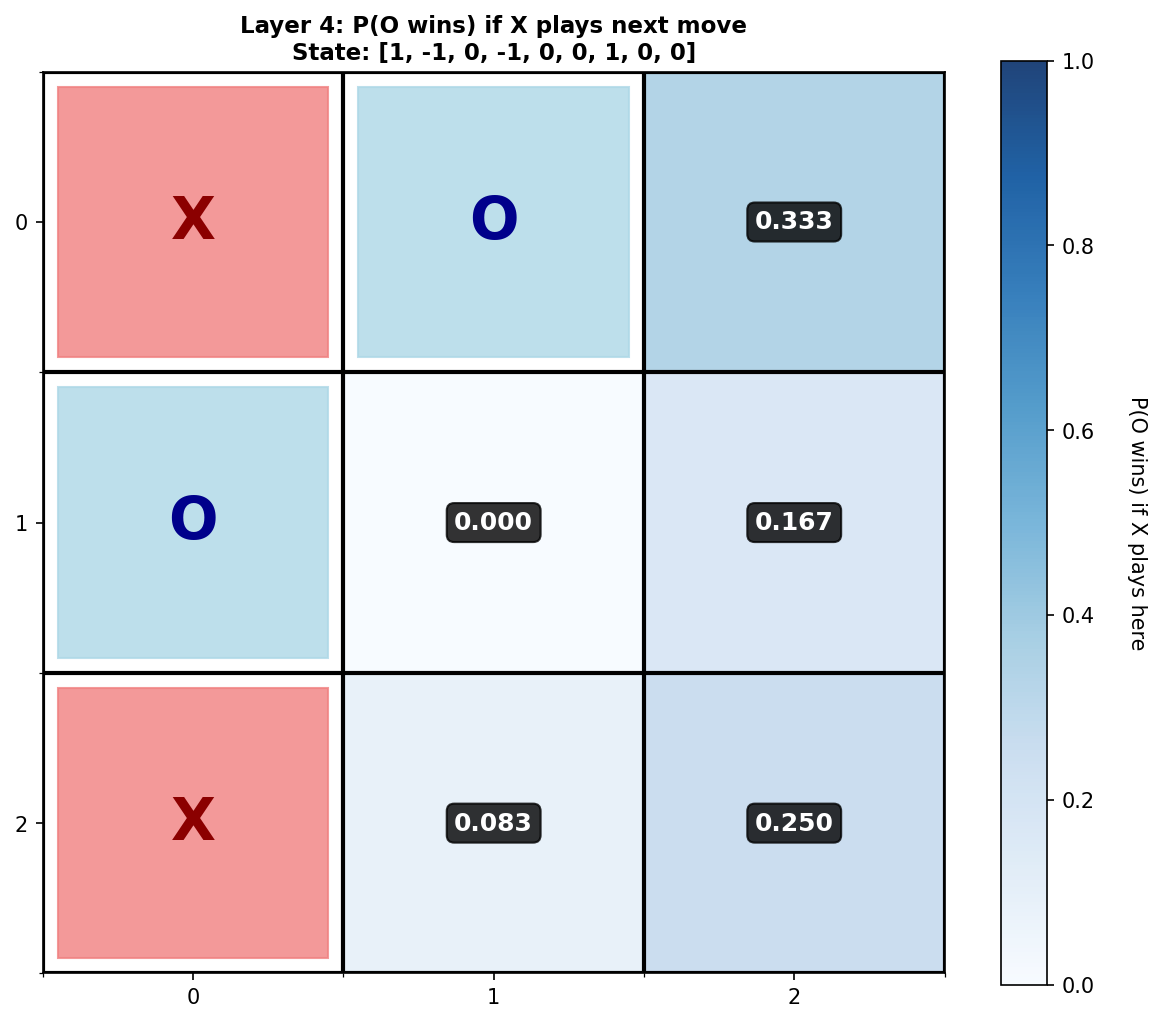 Layer 4: P(O wins) if X plays next move
State: [1, -1, 0, -1, 0, 0, 1, 0, 0]
X
O
0.333
O
0.000
0.167
X
0.083
0.250
0
1
2
0
1
2
1.0
0.8
0.6
0.4
0.2
0.0
P(O wins) if X plays here